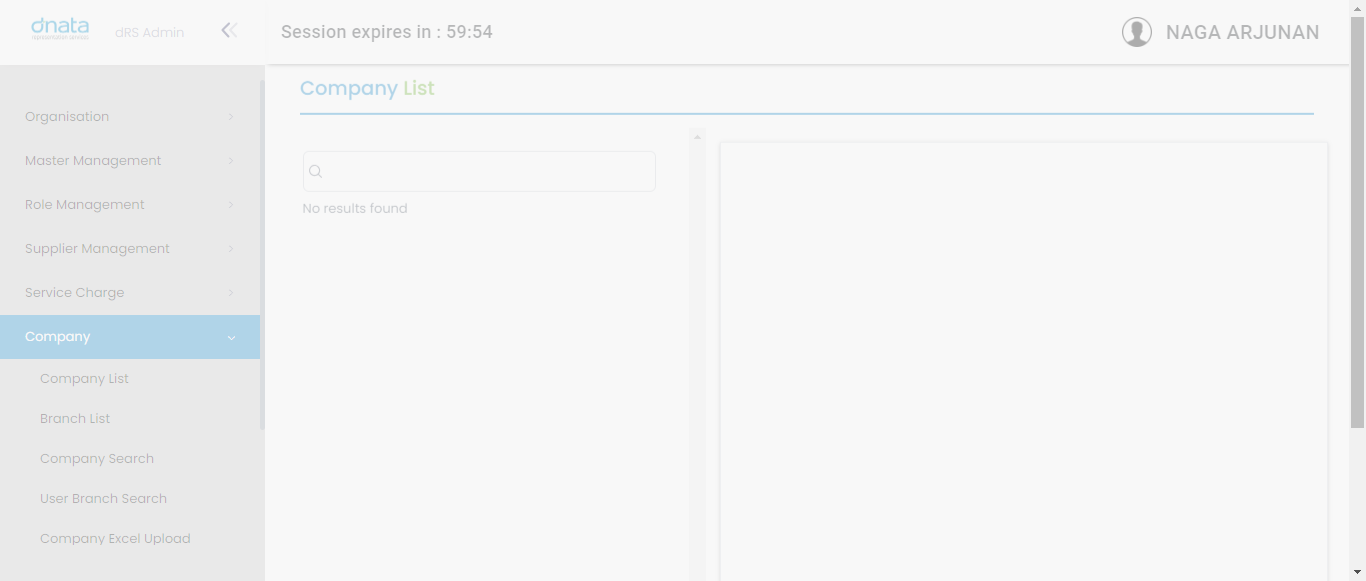 dnata
dRS Admin
Session expires in : 59:54
NAGA ARJUNAN
Company List
Organisation
Master Management
Role Management
Supplier Management
Service Charge
Company
Company List
Branch List
Company Search
User Branch Search
Company Excel Upload
No results found